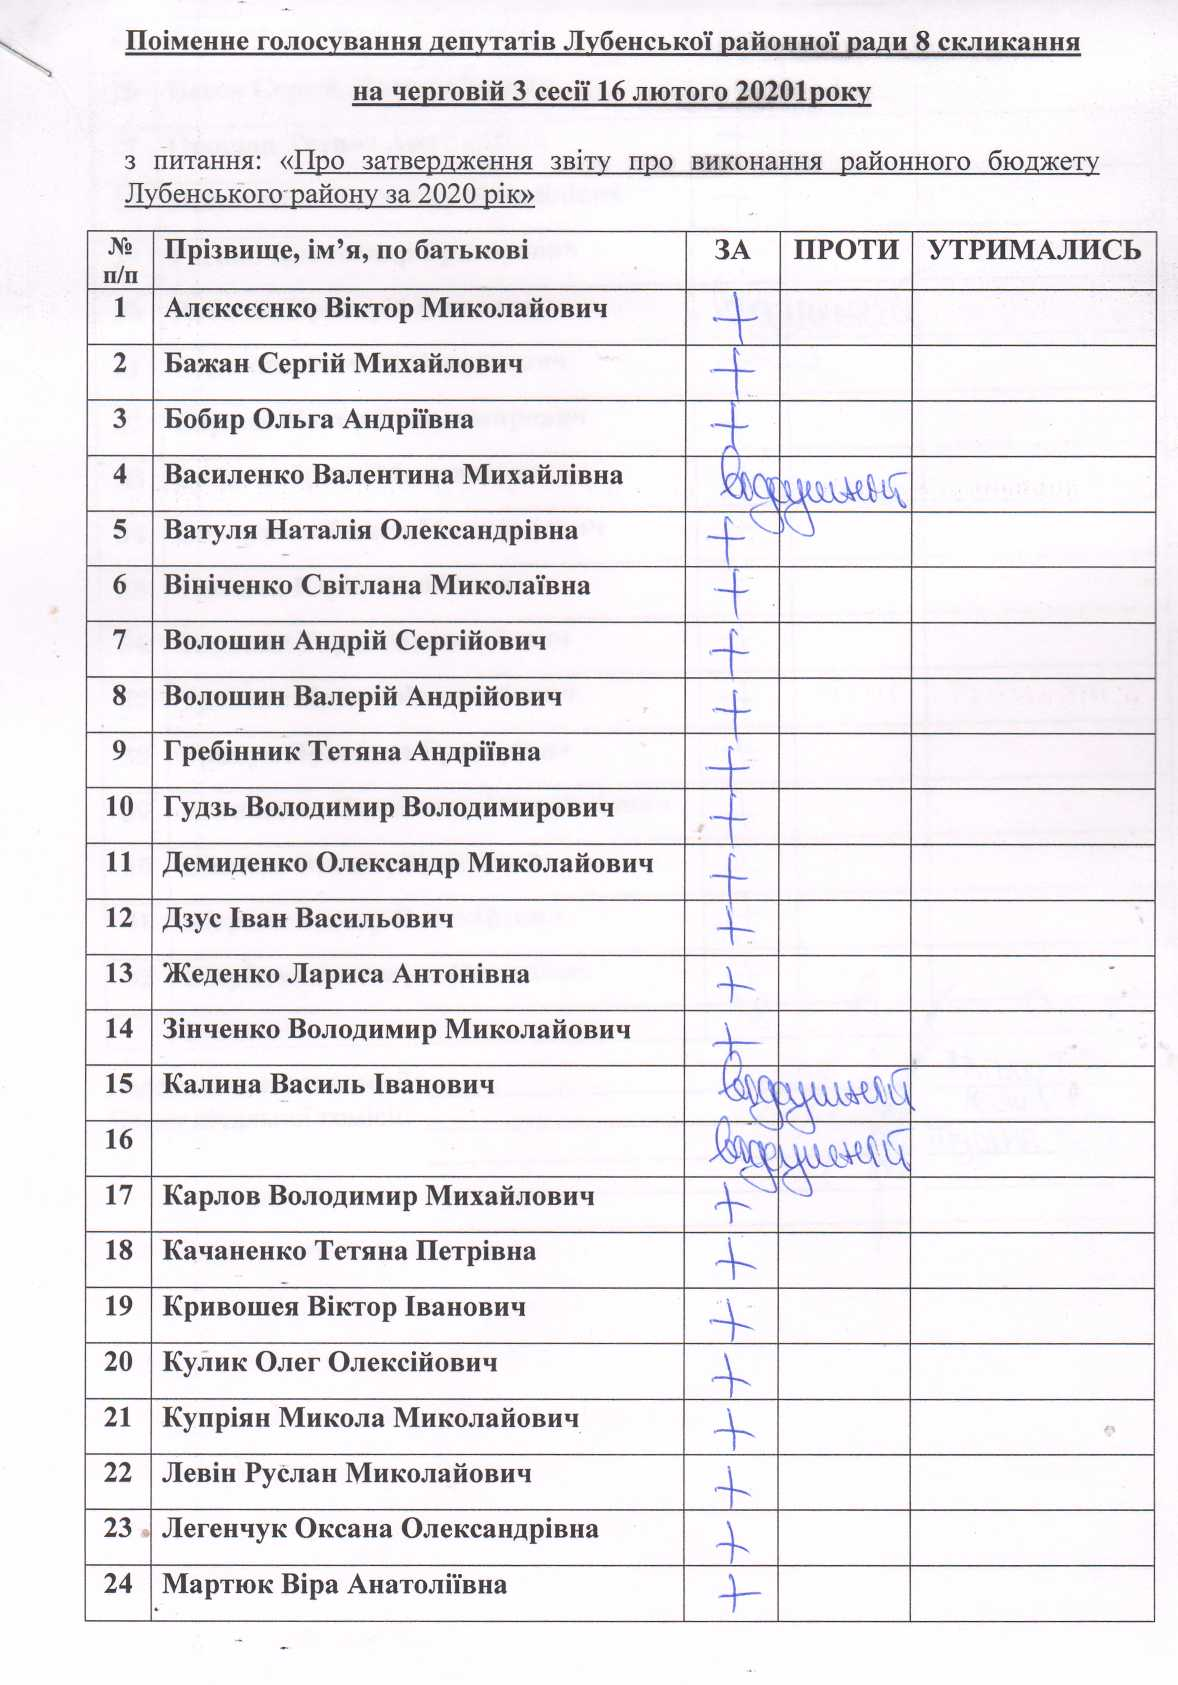 Поіменне голосування депутатів Лубенської районної ради 8 скликання
на черговій 3 сесії 16 лютого 20201року
з питання: «Про затвердження звіту про виконання районного бюджету
Лубенського району за 2020 рік»
№ п/п Прізвище, ім’я, по батькові ЗА ПРОТИ УТРИМАЛИСЬ
1 Алєксєєнко Віктор Миколайович +
2 Бажан Сергій Михайлович +
3 Бобир Ольга Андріївна +
4 Василенко Валентина Михайлівна відсутній
5 Ватуля Наталія Олександрівна +
6 Вініченко Світлана Миколаївна +
7 Волошин Андрій Сергійович +
8 Волошин Валерій Андрійович +
9 Гребінник Тетяна Андріївна +
10 Гудзь Володимир Володимирович +
11 Демиденко Олександр Миколайович +
12 Дзус Іван Васильович +
13 Жеденко Лариса Антонівна +
14 Зінченко Володимир Миколайович +
15 Калина Василь Іванович відсутній
16 відсутній
17 Карлов Володимир Михайлович +
18 Качаненко Тетяна Петрівна +
19 Кривошея Віктор Іванович +
20 Кулик Олег Олексійович +
21 Купріян Микола Миколайович +
22 Левін Руслан Миколайович +
23 Легенчук Оксана Олександрівна +
24 Мартюк Віра Анатоліївна +